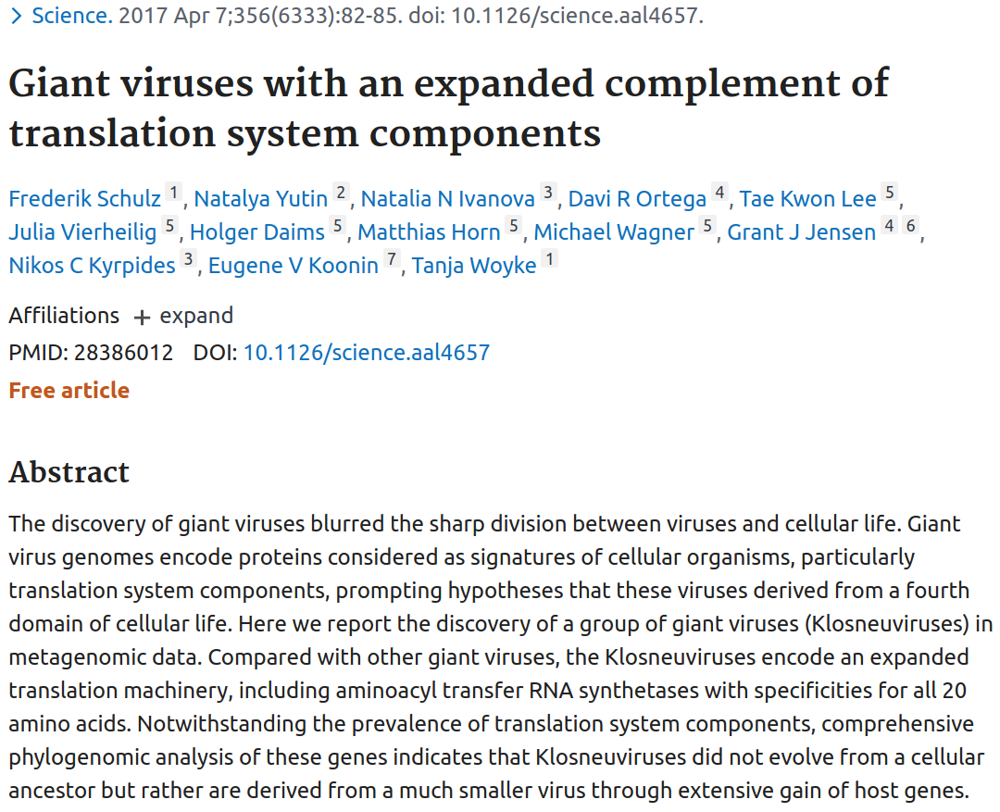 > Science. 2017 Apr 7;356(6333):82-85. doi: 10.1126/science.aal4657.
Giant viruses with an expanded complement of
translation system components
Frederik Schulz 1, Natalya Yutin 2, Natalia N Ivanova 3, Davi R Ortega 4, Tae Kwon Lee 5,
Julia Vierheilig 5, Holger Daims 5, Matthias Horn 5, Michael Wagner 5, Grant J Jensen 4 6,
Nikos C Kyrpides 3, Eugene V Koonin 7, Tanja Woyke 1
Affiliations + expand
PMID: 28386012 DOI: 10.1126/science.aal4657
Free article
Abstract
The discovery of giant viruses blurred the sharp division between viruses and cellular life. Giant
virus genomes encode proteins considered as signatures of cellular organisms, particularly
translation system components, prompting hypotheses that these viruses derived from a fourth
domain of cellular life. Here we report the discovery of a group of giant viruses (Klosneuviruses) in
metagenomic data. Compared with other giant viruses, the Klosneuviruses encode an expanded
translation machinery, including aminoacyl transfer RNA synthetases with specificities for all 20
amino acids. Notwithstanding the prevalence of translation system components, comprehensive
phylogenomic analysis of these genes indicates that Klosneuviruses did not evolve from a cellular
ancestor but rather are derived from a much smaller virus through extensive gain of host genes.